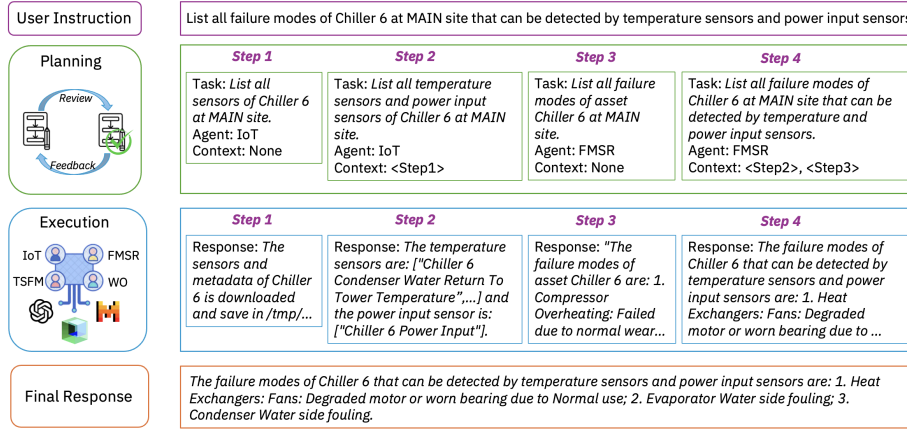 User Instruction
List all failure modes of Chiller 6 at MAIN site that can be detected by temperature sensors and power input sensors
Planning
Review
Feedback
Step 1
Task: List all
sensors of Chiller 6
at MAIN site.
Agent: IoT
Context: None
Step 2
Task: List all temperature
sensors and power input
sensors of Chiller 6 at MAIN
site.
Agent: IoT
Context: <Step1>
Step 3
Task: List all failure
modes of asset
Chiller 6 at MAIN
site.
Agent: FMSR
Context: None
Step 4
Task: List all failure modes of
Chiller 6 at MAIN site that can be
detected by temperature and
power input sensors.
Agent: FMSR
Context: <Step2>, <Step3>
Execution
IoT
FMSR
TSFM
WO
Step 1
Response: The
sensors and
metadata of Chiller
6 is downloaded
and save in /tmp/...
Step 2
Response: The temperature
sensors are: ["Chiller 6
Condenser Water Return To
Tower Temperature”,...] and
the power input sensor is:
["Chiller 6 Power Input"].
Step 3
Response: "The
failure modes of
asset Chiller 6 are: 1.
Compressor
Overheating: Failed
due to normal wear...
Step 4
Response: The failure modes of
Chiller 6 that can be detected by
temperature sensors and power
input sensors are: 1. Heat
Exchangers: Fans: Degraded
motor or worn bearing due to ...
Final Response
The failure modes of Chiller 6 that can be detected by temperature sensors and power input sensors are: 1. Heat
Exchangers: Fans: Degraded motor or worn bearing due to Normal use; 2. Evaporator Water side fouling; 3.
Condenser Water side fouling.